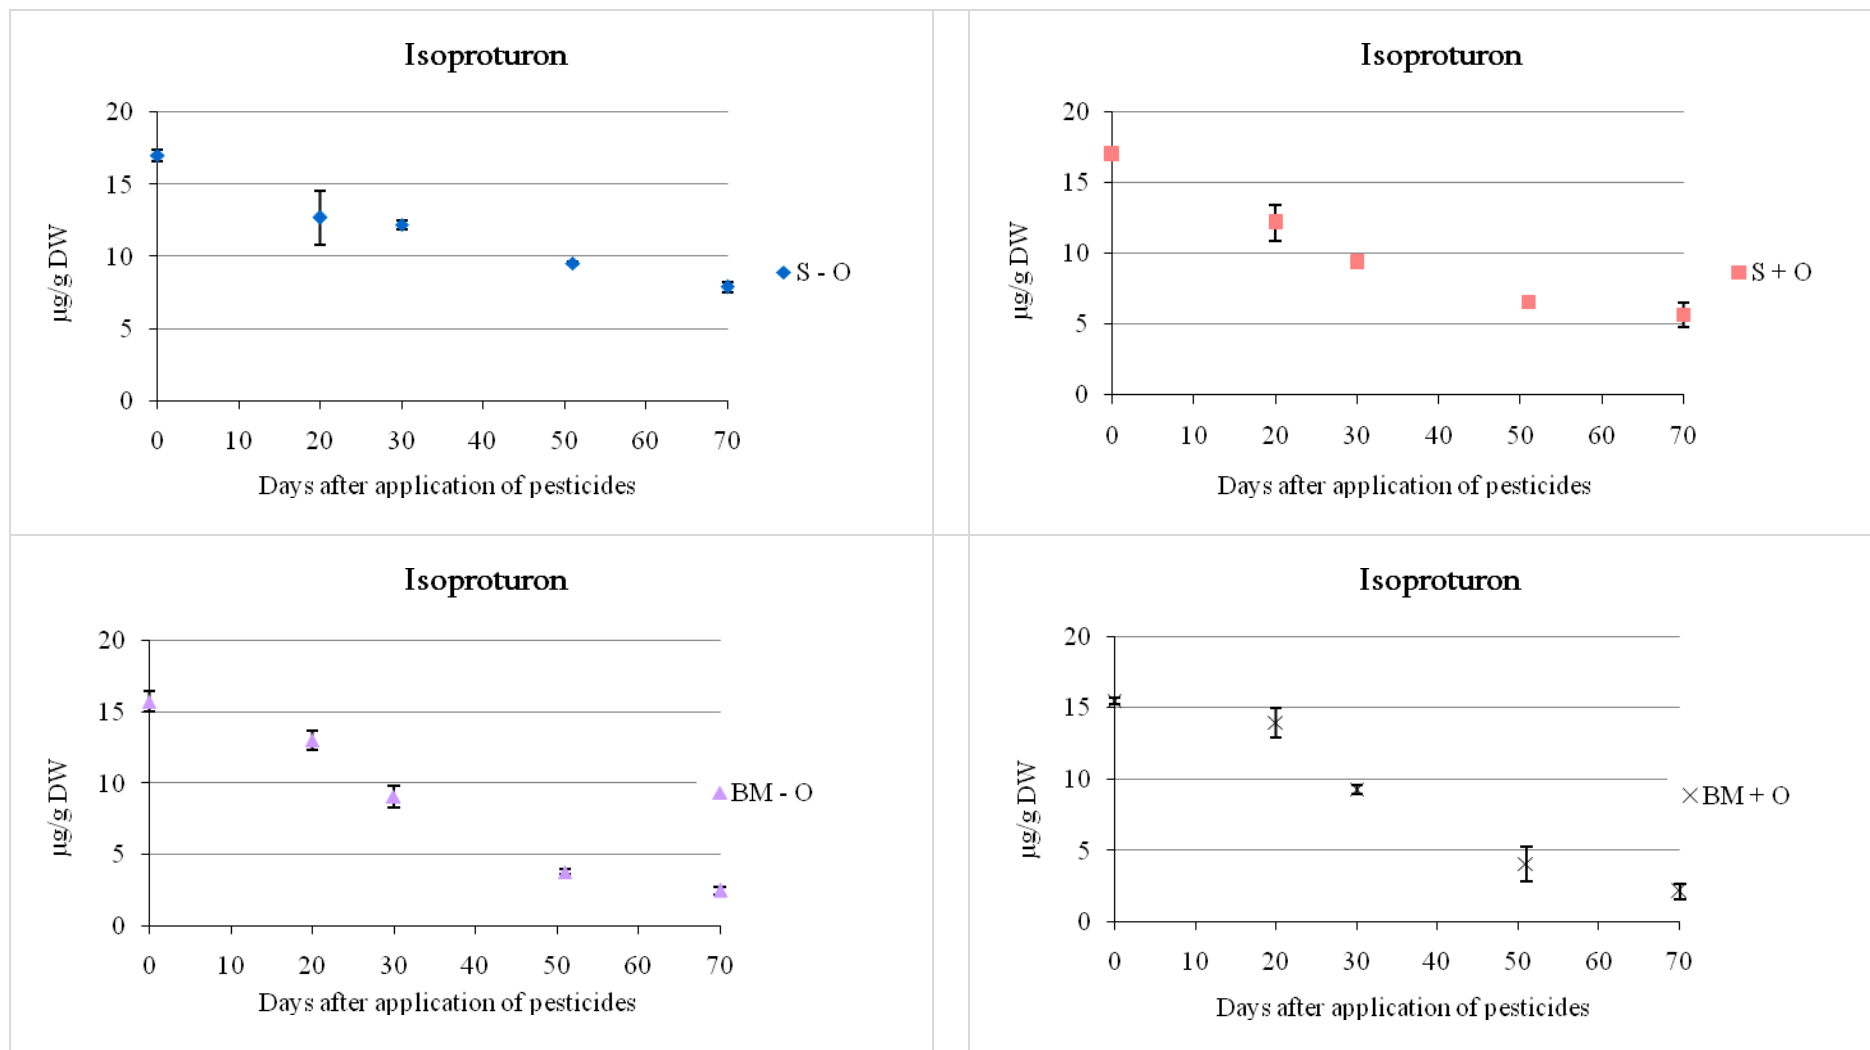 Isoproturon
20
15
10
5
0
µg/g DW
0 10 20 30 40 50 60 70
Days after application of pesticides
S - O
Isoproturon
20
15
10
5
0
µg/g DW
0 10 20 30 40 50 60 70
Days after application of pesticides
S + O
Isoproturon
20
15
10
5
0
µg/g DW
0 10 20 30 40 50 60 70
Days after application of pesticides
BM - O
Isoproturon
20
15
10
5
0
µg/g DW
0 10 20 30 40 50 60 70
Days after application of pesticides
BM + O